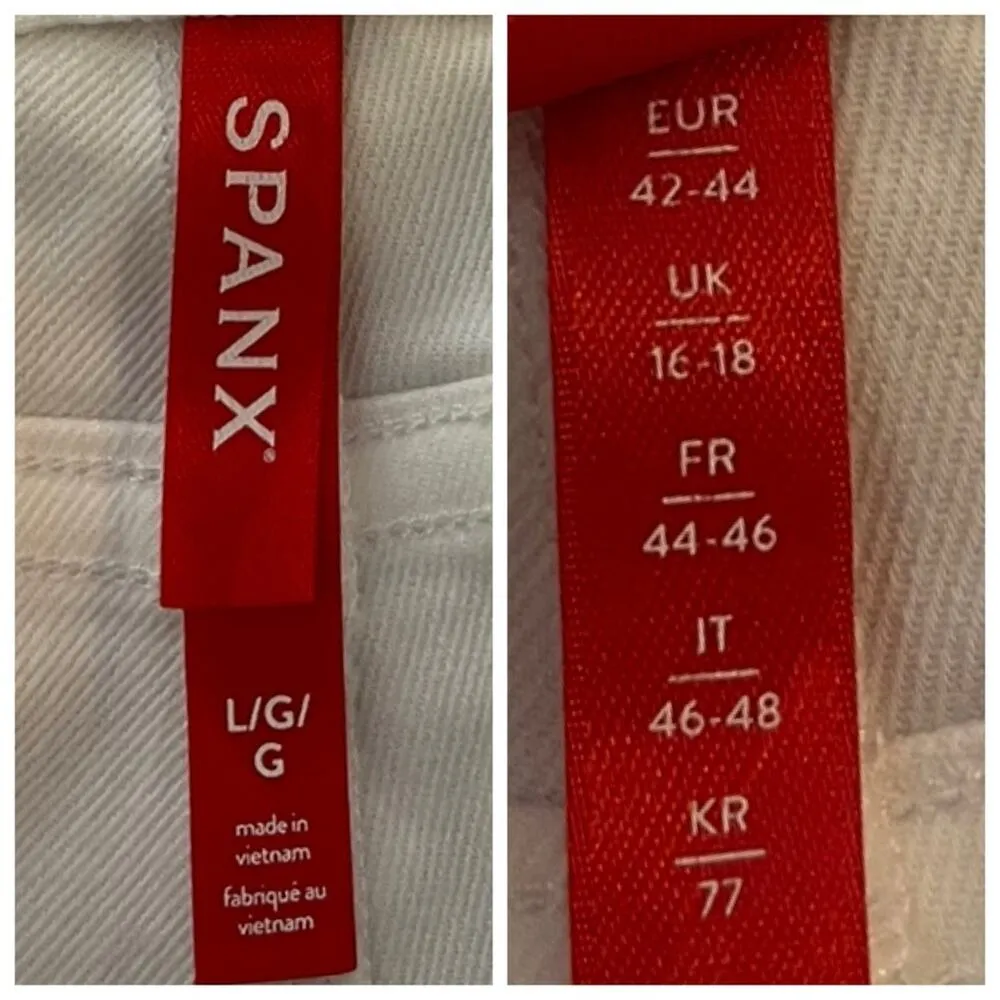 SPANX®
L/G/
G
made in
vietnam
fabriqué au
vietnam
EUR
42-44
UK
16-18
FR
44-46
IT
46-48
KR
77